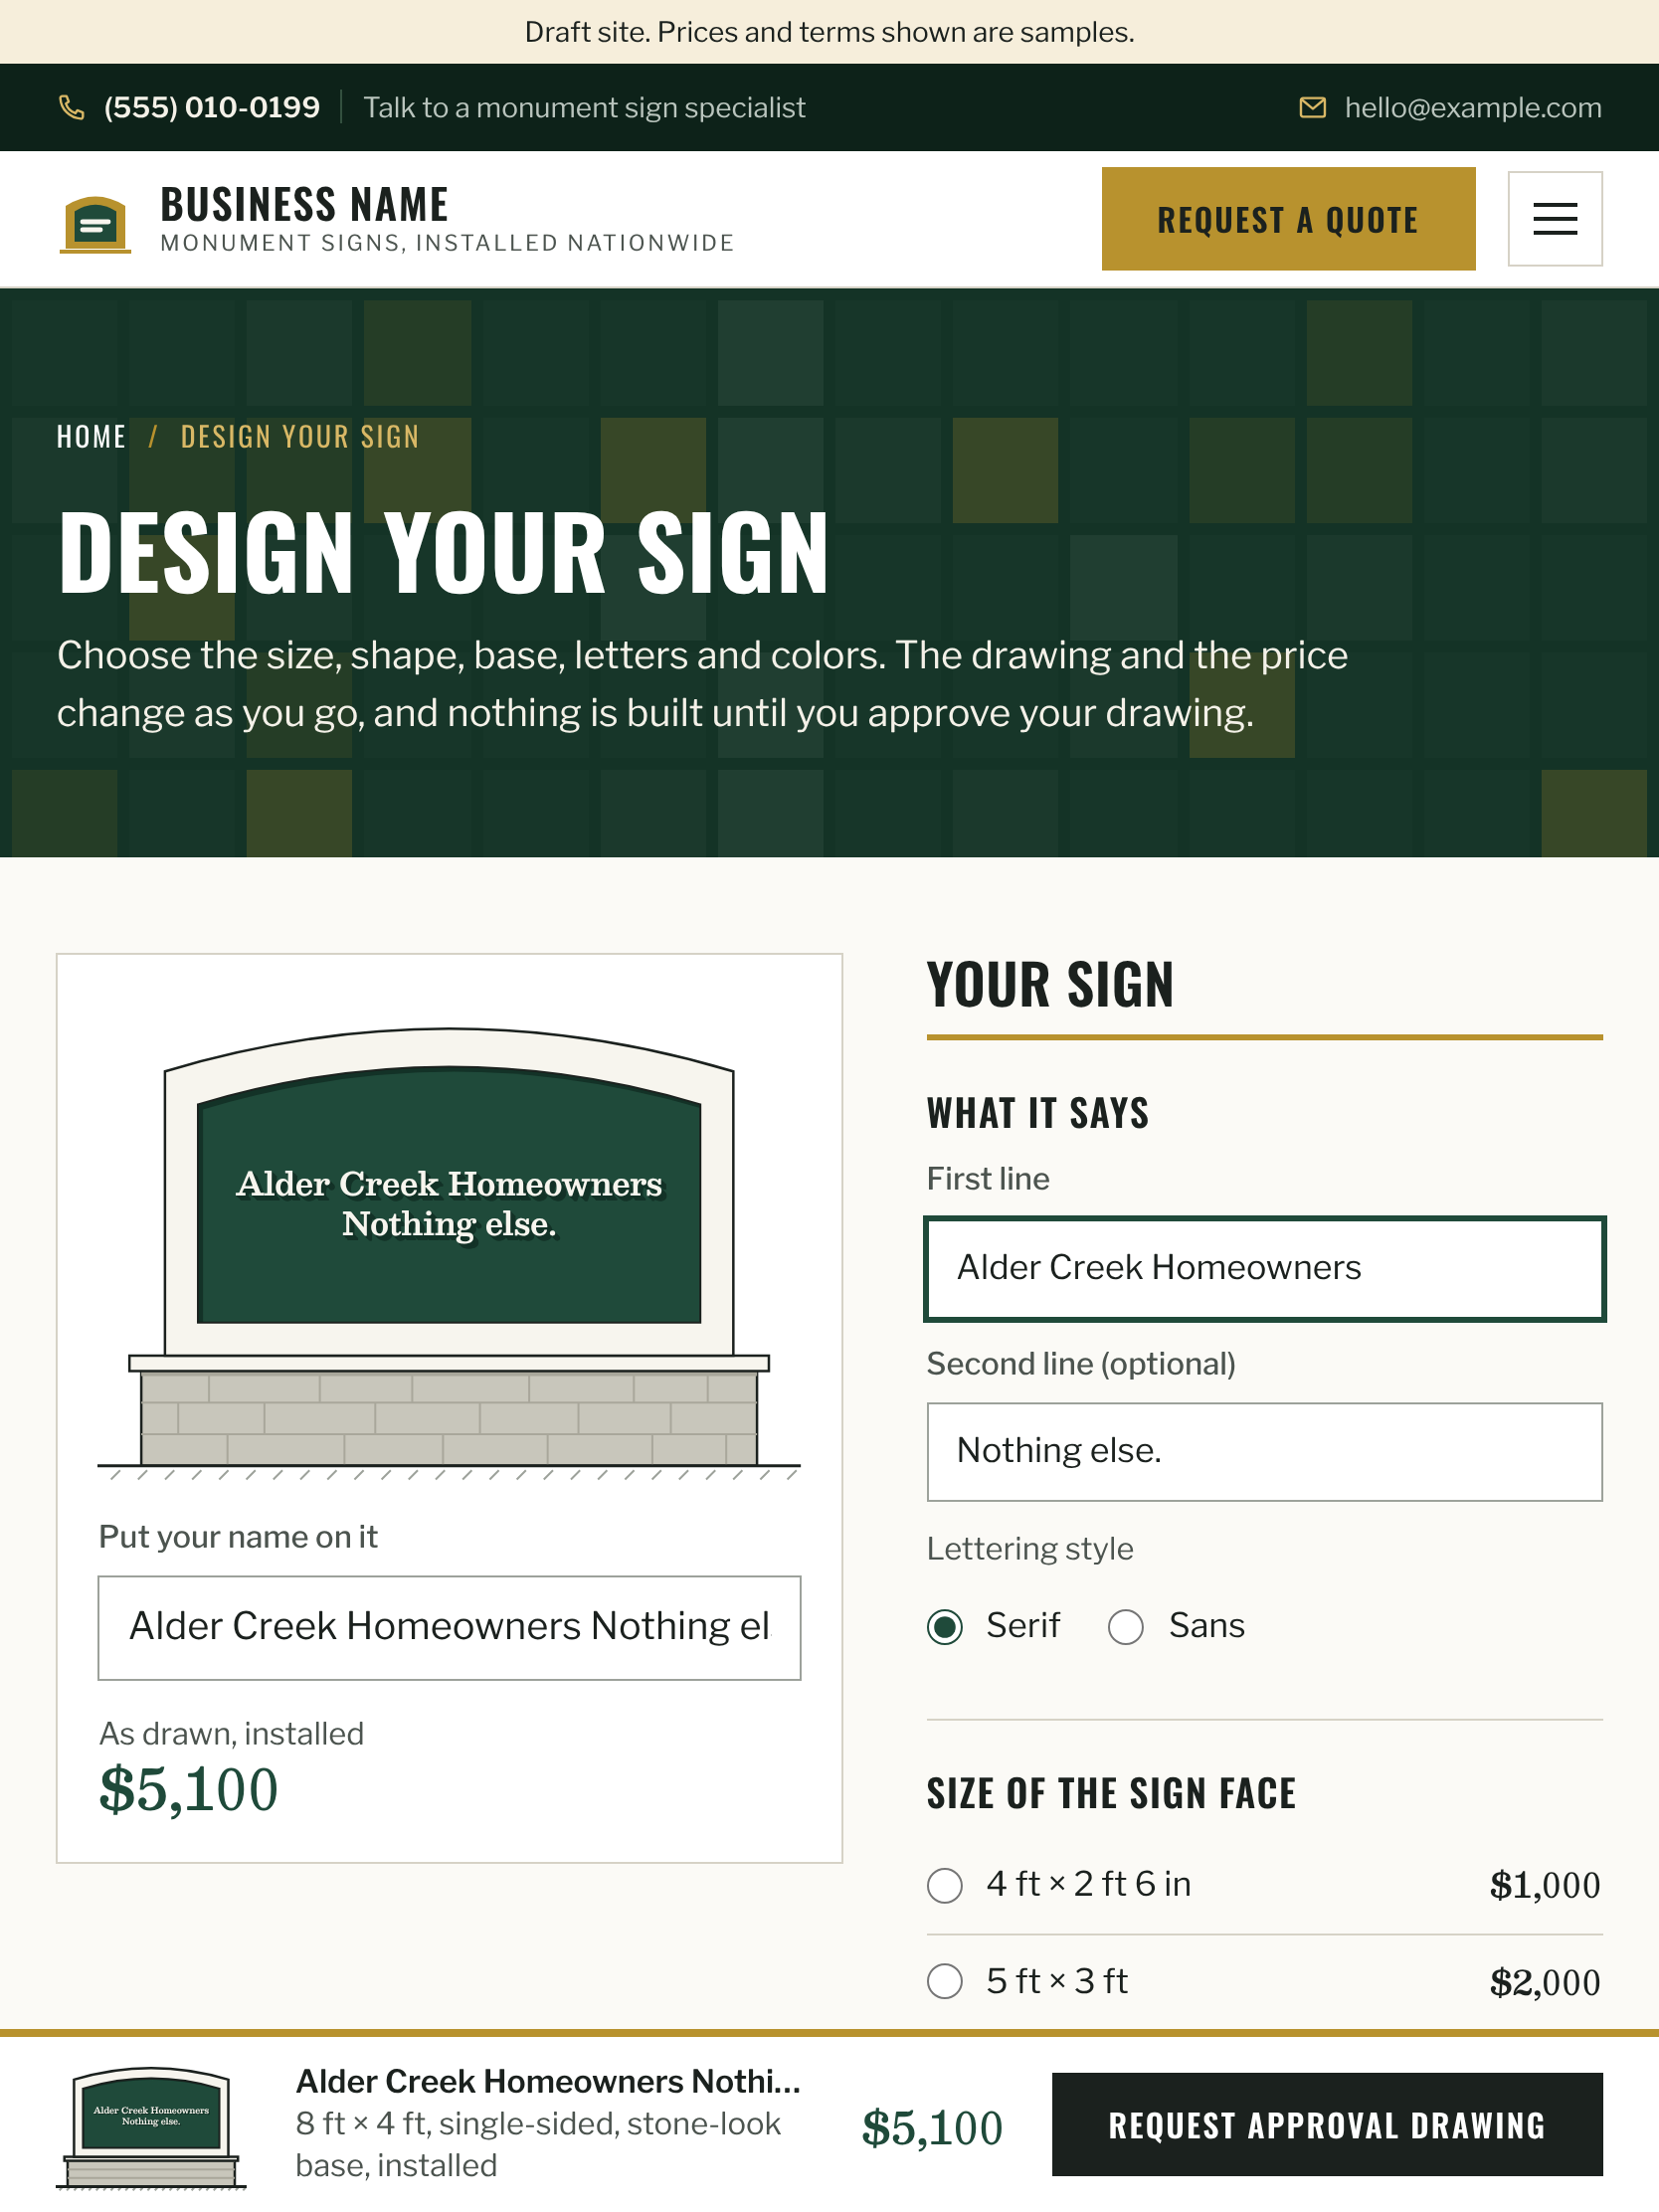 Draft site. Prices and terms shown are samples.
(555) 010-0199
Talk to a monument sign specialist
hello@example.com
BUSINESS NAME
MONUMENT SIGNS, INSTALLED NATIONWIDE
REQUEST A QUOTE
HOME / DESIGN YOUR SIGN
DESIGN YOUR SIGN
Choose the size, shape, base, letters and colors. The drawing and the price
change as you go, and nothing is built until you approve your drawing.
Alder Creek Homeowners
Nothing else.
Put your name on it
Alder Creek Homeowners Nothing el
As drawn, installed
$5,100
YOUR SIGN
WHAT IT SAYS
First line
Alder Creek Homeowners
Second line (optional)
Nothing else.
Lettering style
Serif
Sans
SIZE OF THE SIGN FACE
4 ft × 2 ft 6 in
$1,000
5 ft × 3 ft
$2,000
Alder Creek Homeowners
Nothing else.
Alder Creek Homeowners Nothi...
8 ft × 4 ft, single-sided, stone-look
base, installed
$5,100
REQUEST APPROVAL DRAWING